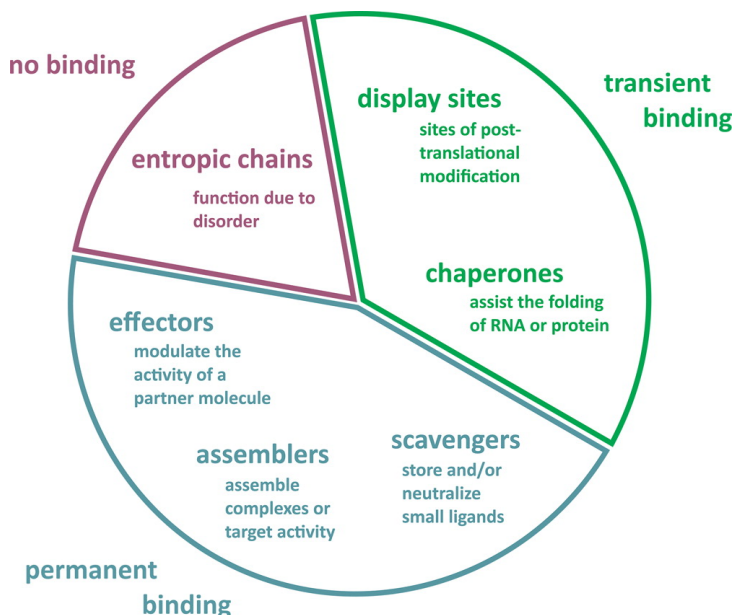 no binding
entropic chains
function due to
disorder
transient
binding
display sites
sites of post-
translational
modification
chaperones
assist the folding
of RNA or protein
effectors
modulate the
activity of a
partner molecule
assemblers
assemble
complexes or
target activity
scavengers
store and/or
neutralize
small ligands
permanent
binding